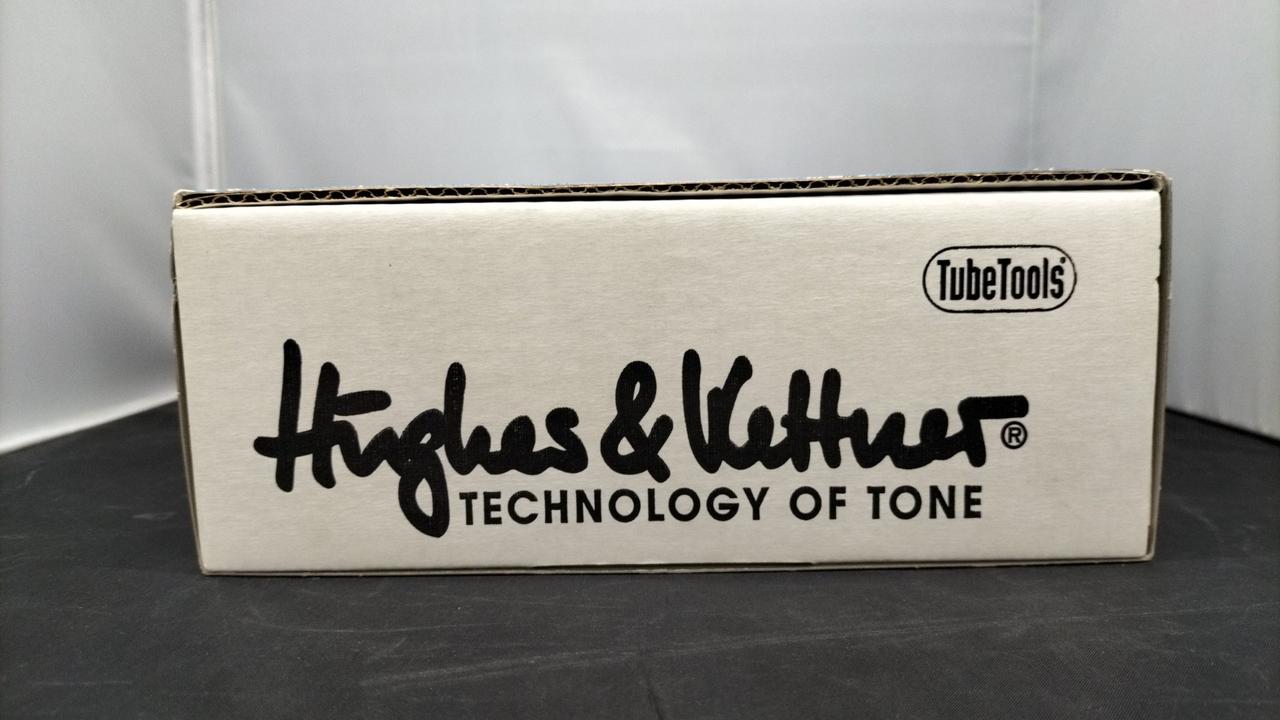 TubeTools®
Hughes & Kettner®
TECHNOLOGY OF TONE